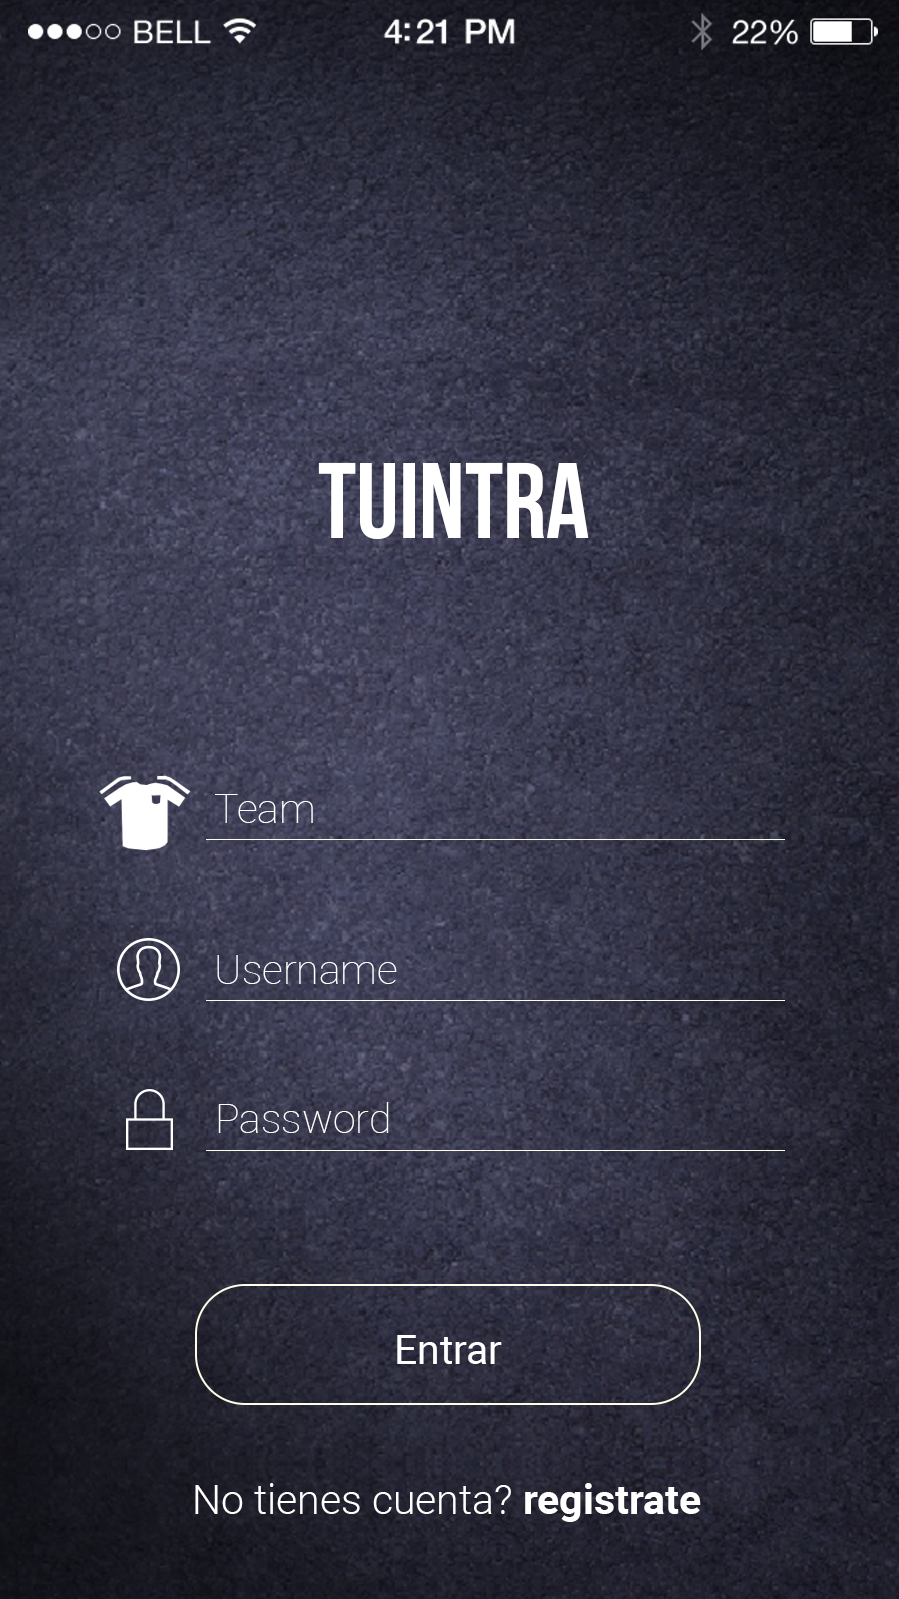 BELL 4:21 PM 22%
TUINTRA
Team
Username
Password
Entrar
No tienes cuenta? registrate